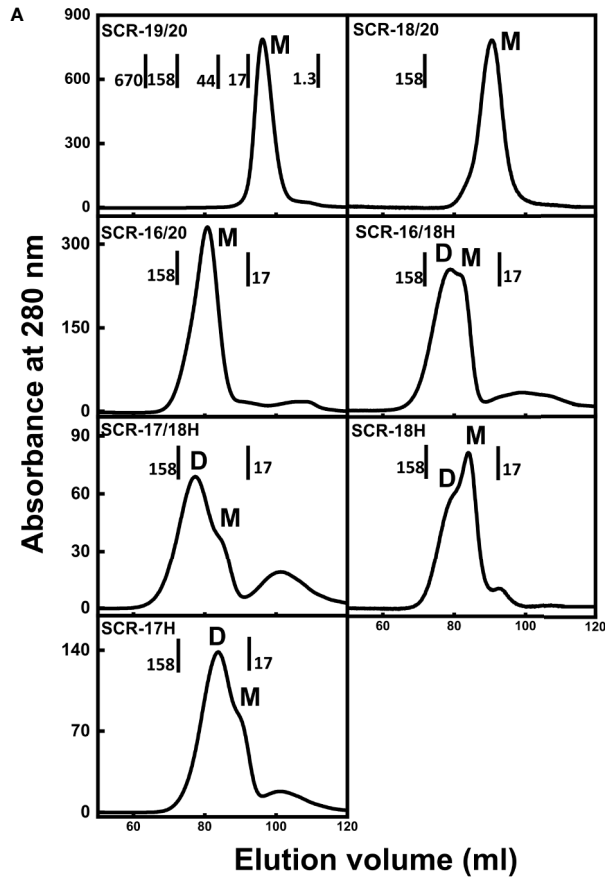 A
Absorbance at 280 nm
900
600
300
0
SCR-19/20
670
158
44
17
1.3
M
SCR-18/20
158
M
300
150
0
SCR-16/20
158
M
17
SCR-16/18H
158
D
M
17
90
60
30
0
SCR-17/18H
158
D
M
17
SCR-18H
158
D
M
17
60
80
100
120
140
70
0
SCR-17H
158
D
M
17
60
80
100
120
Elution volume (ml)